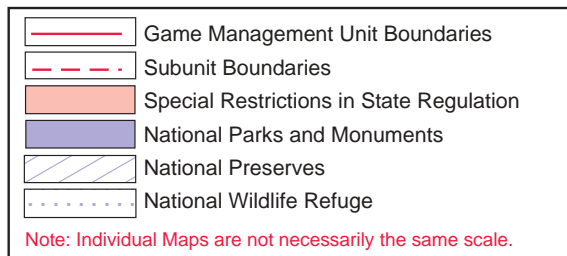 Game Management Unit Boundaries
Subunit Boundaries
Special Restrictions in State Regulation
National Parks and Monuments
National Preserves
National Wildlife Refuge
Note: Individual Maps are not necessarily the same scale.